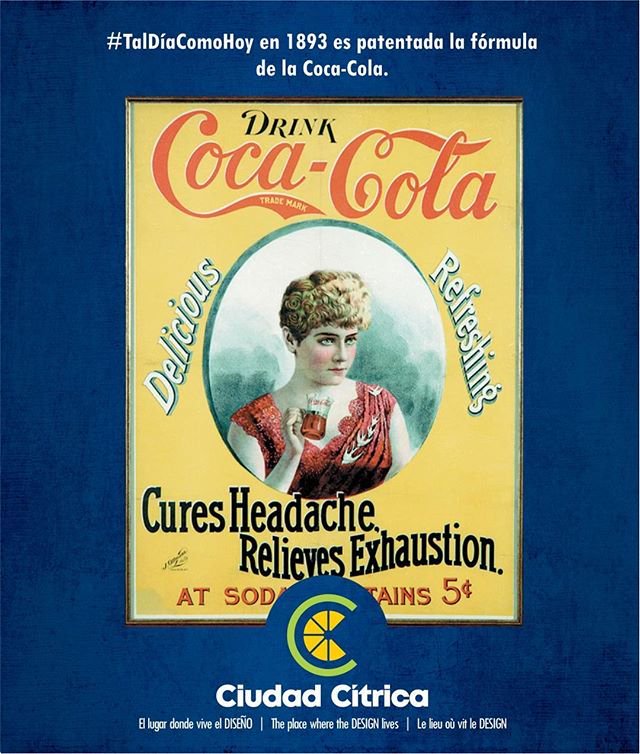 #TalDíaComoHoy en 1893 es patentada la fórmula
de la Coca-Cola.
DRINK
Coca-Cola
TRADE MARK
Delicious
Refreshing
Cures Headache,
Relieves Exhaustion.
AT SODA TAINS 5¢
Ciudad Cítrica
El lugar donde vive el DISEÑO | The place where the DESIGN lives | Le lieu où vit le DESIGN